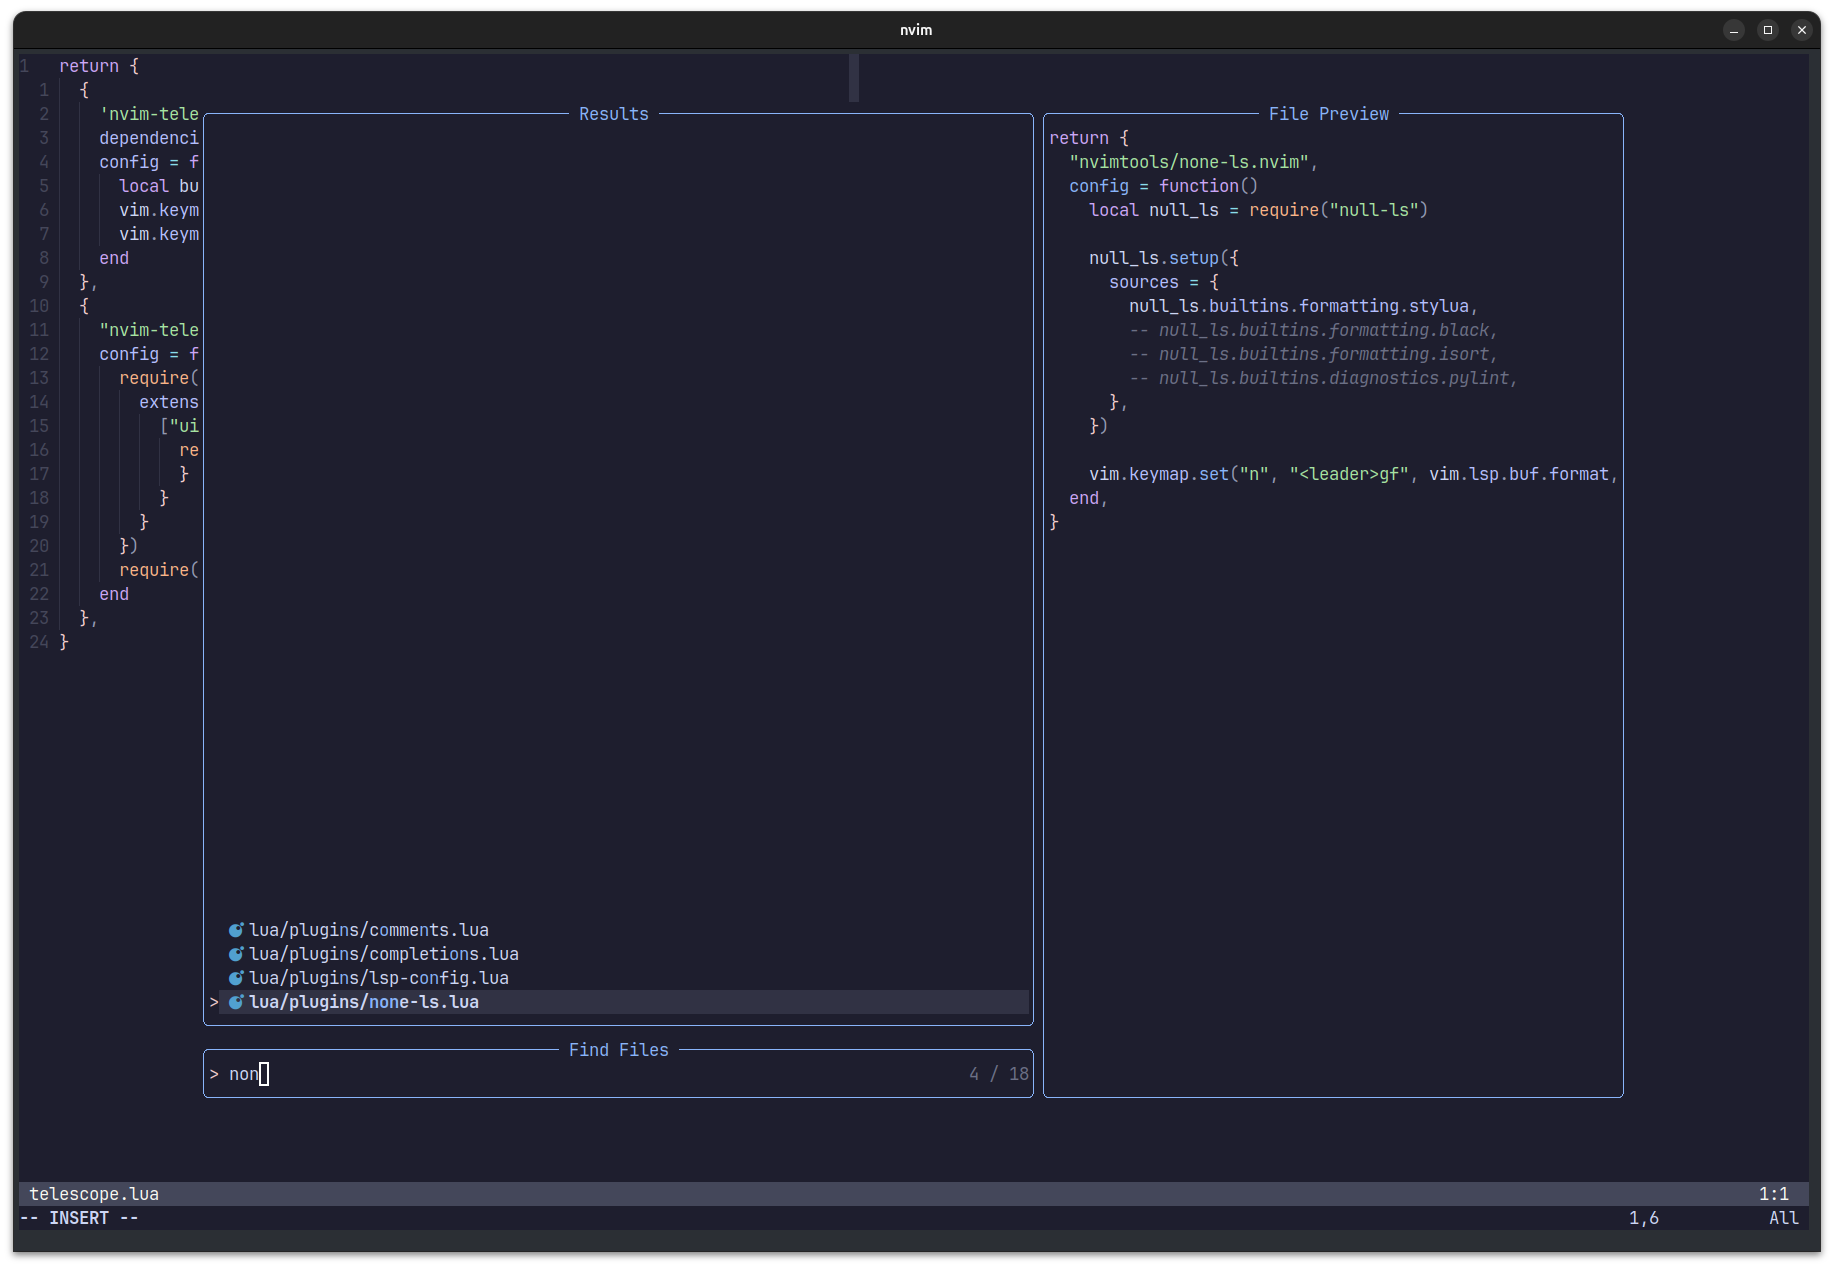 nvim
1   return {
  1   {
  2     'nvim-tele
  3     dependenci
  4     config = f
  5       local bu
  6       vim.keym
  7       vim.keym
  8     end
  9   },
 10   {
 11     "nvim-tele
 12     config = f
 13       require(
 14         extens
 15           ["ui
 16             re
 17             }
 18           }
 19         }
 20       })
 21       require(
 22     end
 23   },
 24 }
Results
lua/plugins/comments.lua
lua/plugins/completions.lua
lua/plugins/lsp-config.lua
> lua/plugins/none-ls.lua
Find Files
> non 4 / 18
File Preview
return {
  "nvimtools/none-ls.nvim",
  config = function()
    local null_ls = require("null-ls")
    null_ls.setup({
      sources = {
        null_ls.builtins.formatting.stylua,
        -- null_ls.builtins.formatting.black,
        -- null_ls.builtins.formatting.isort,
        -- null_ls.builtins.diagnostics.pylint,
      },
    })
    vim.keymap.set("n", "<leader>gf", vim.lsp.buf.format,
  end,
}
telescope.lua 1:1
-- INSERT -- 1,6 All